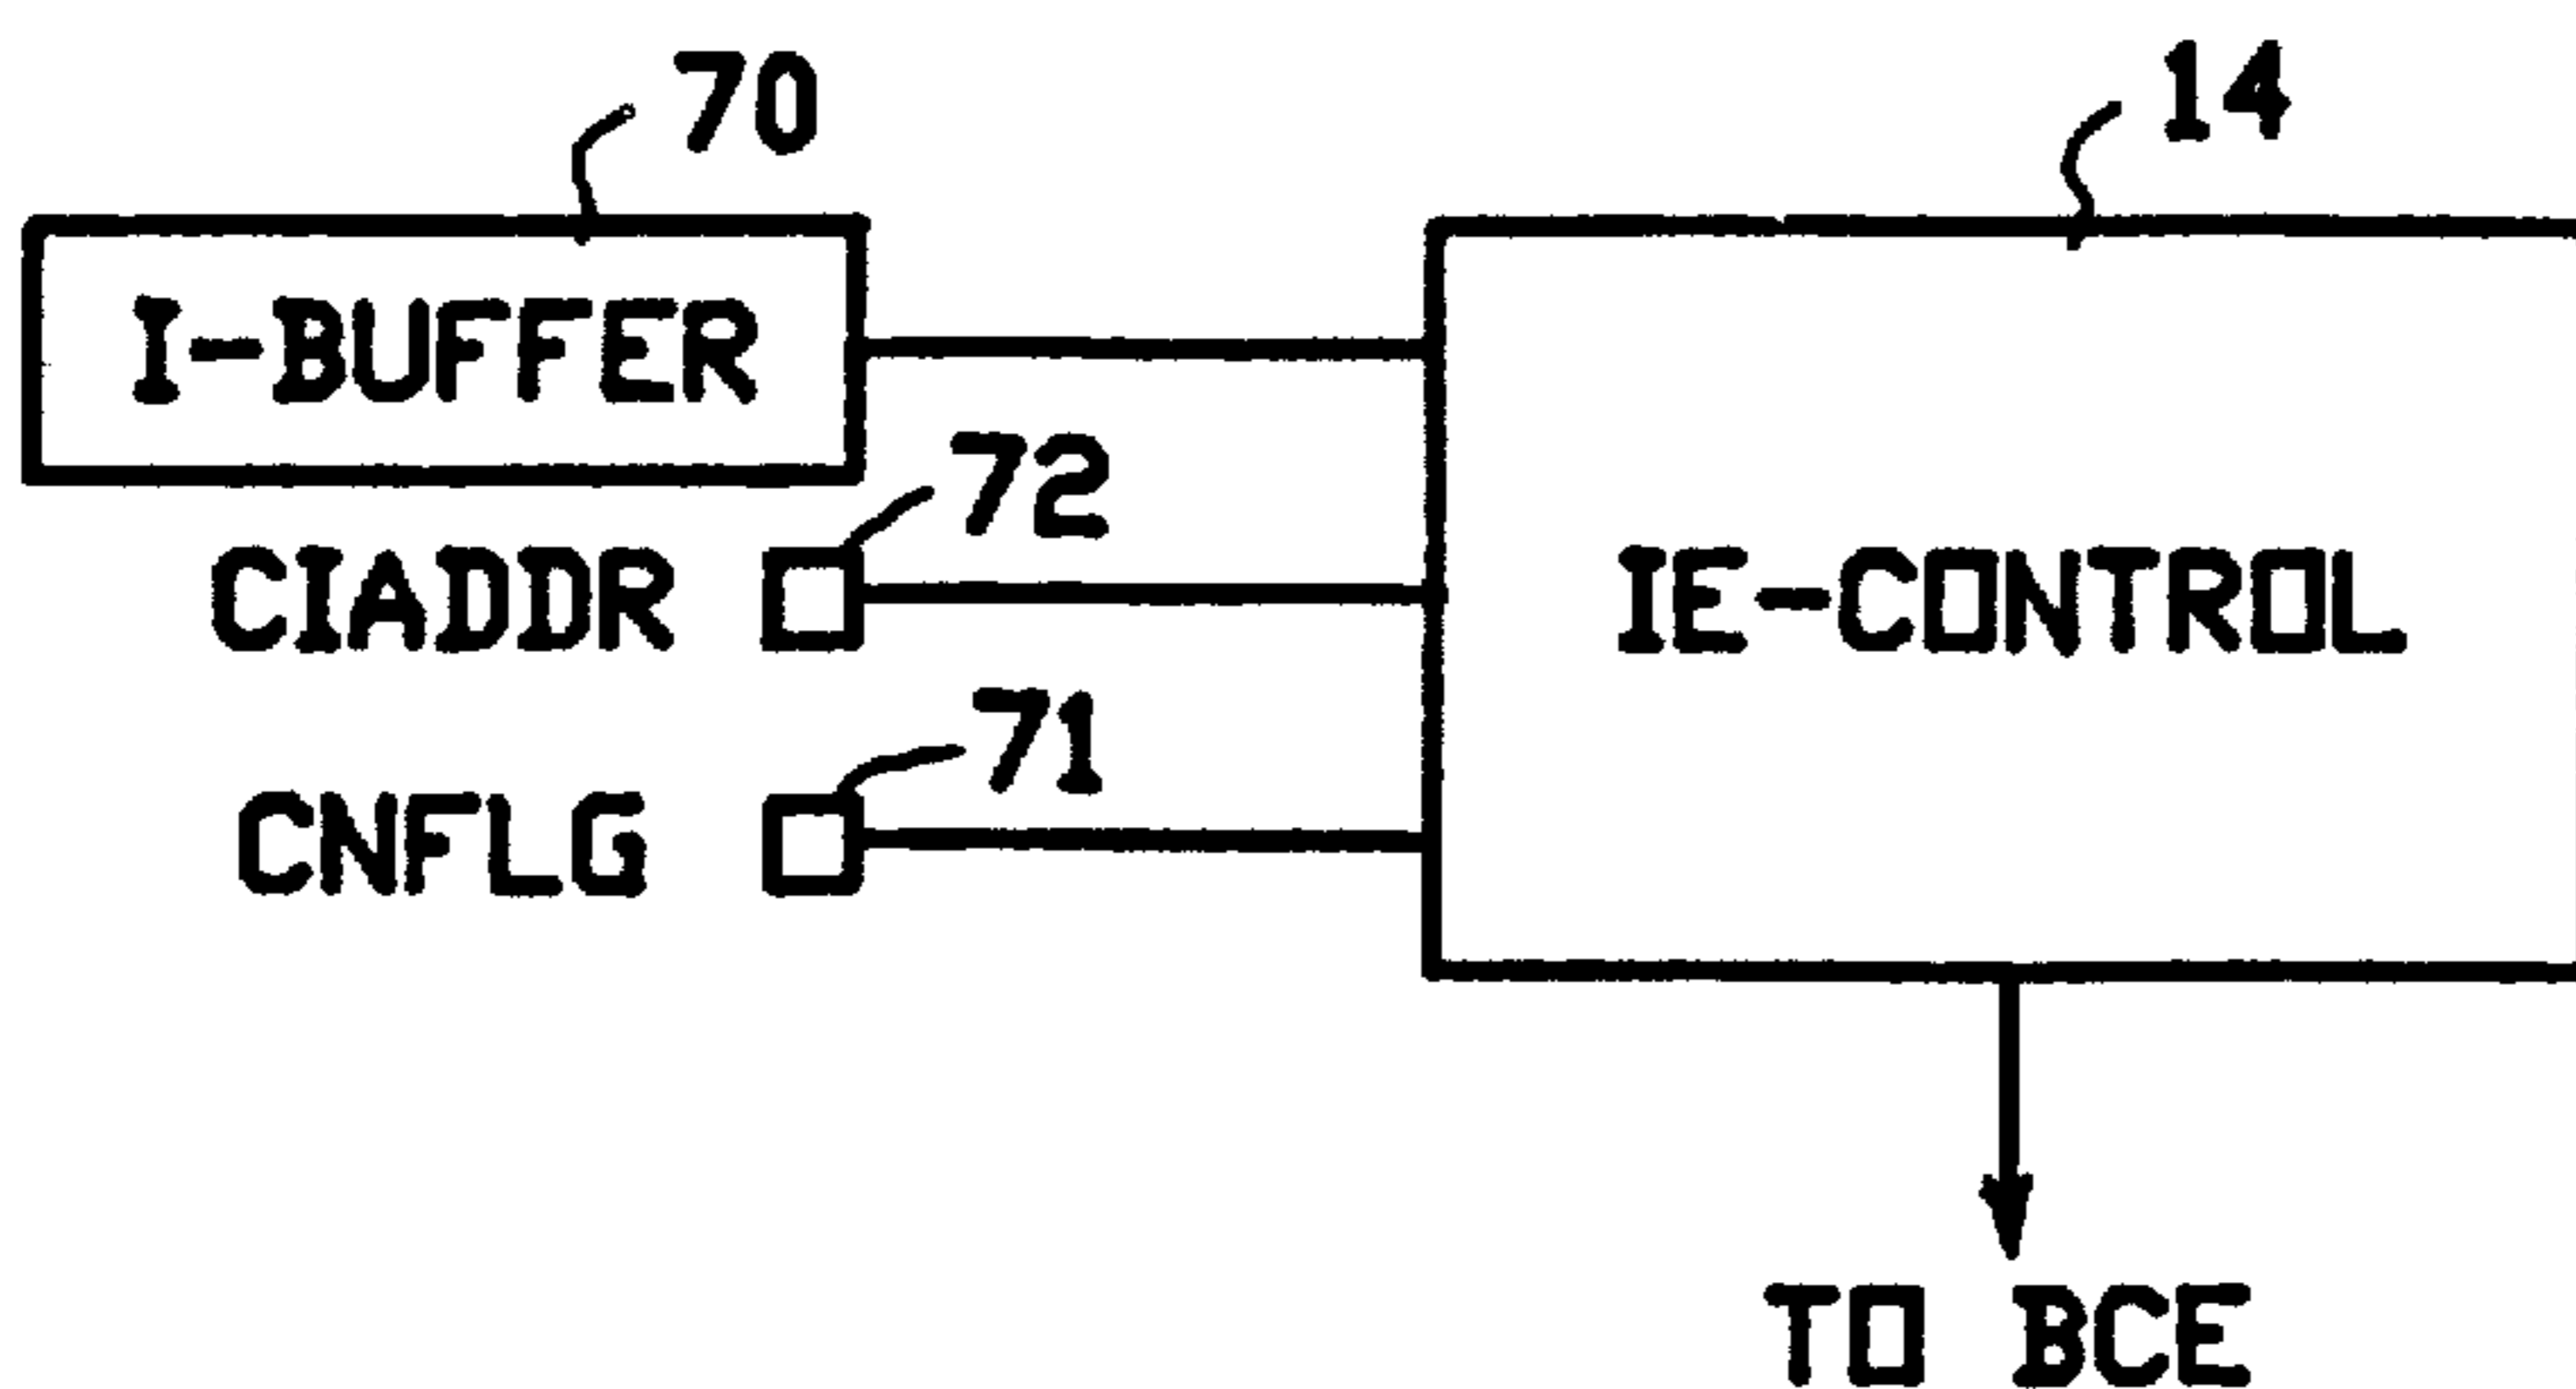 70
14
I-BUFFER
72
CIADDR
IE-CONTROL
71
CNFLG
TO BCE